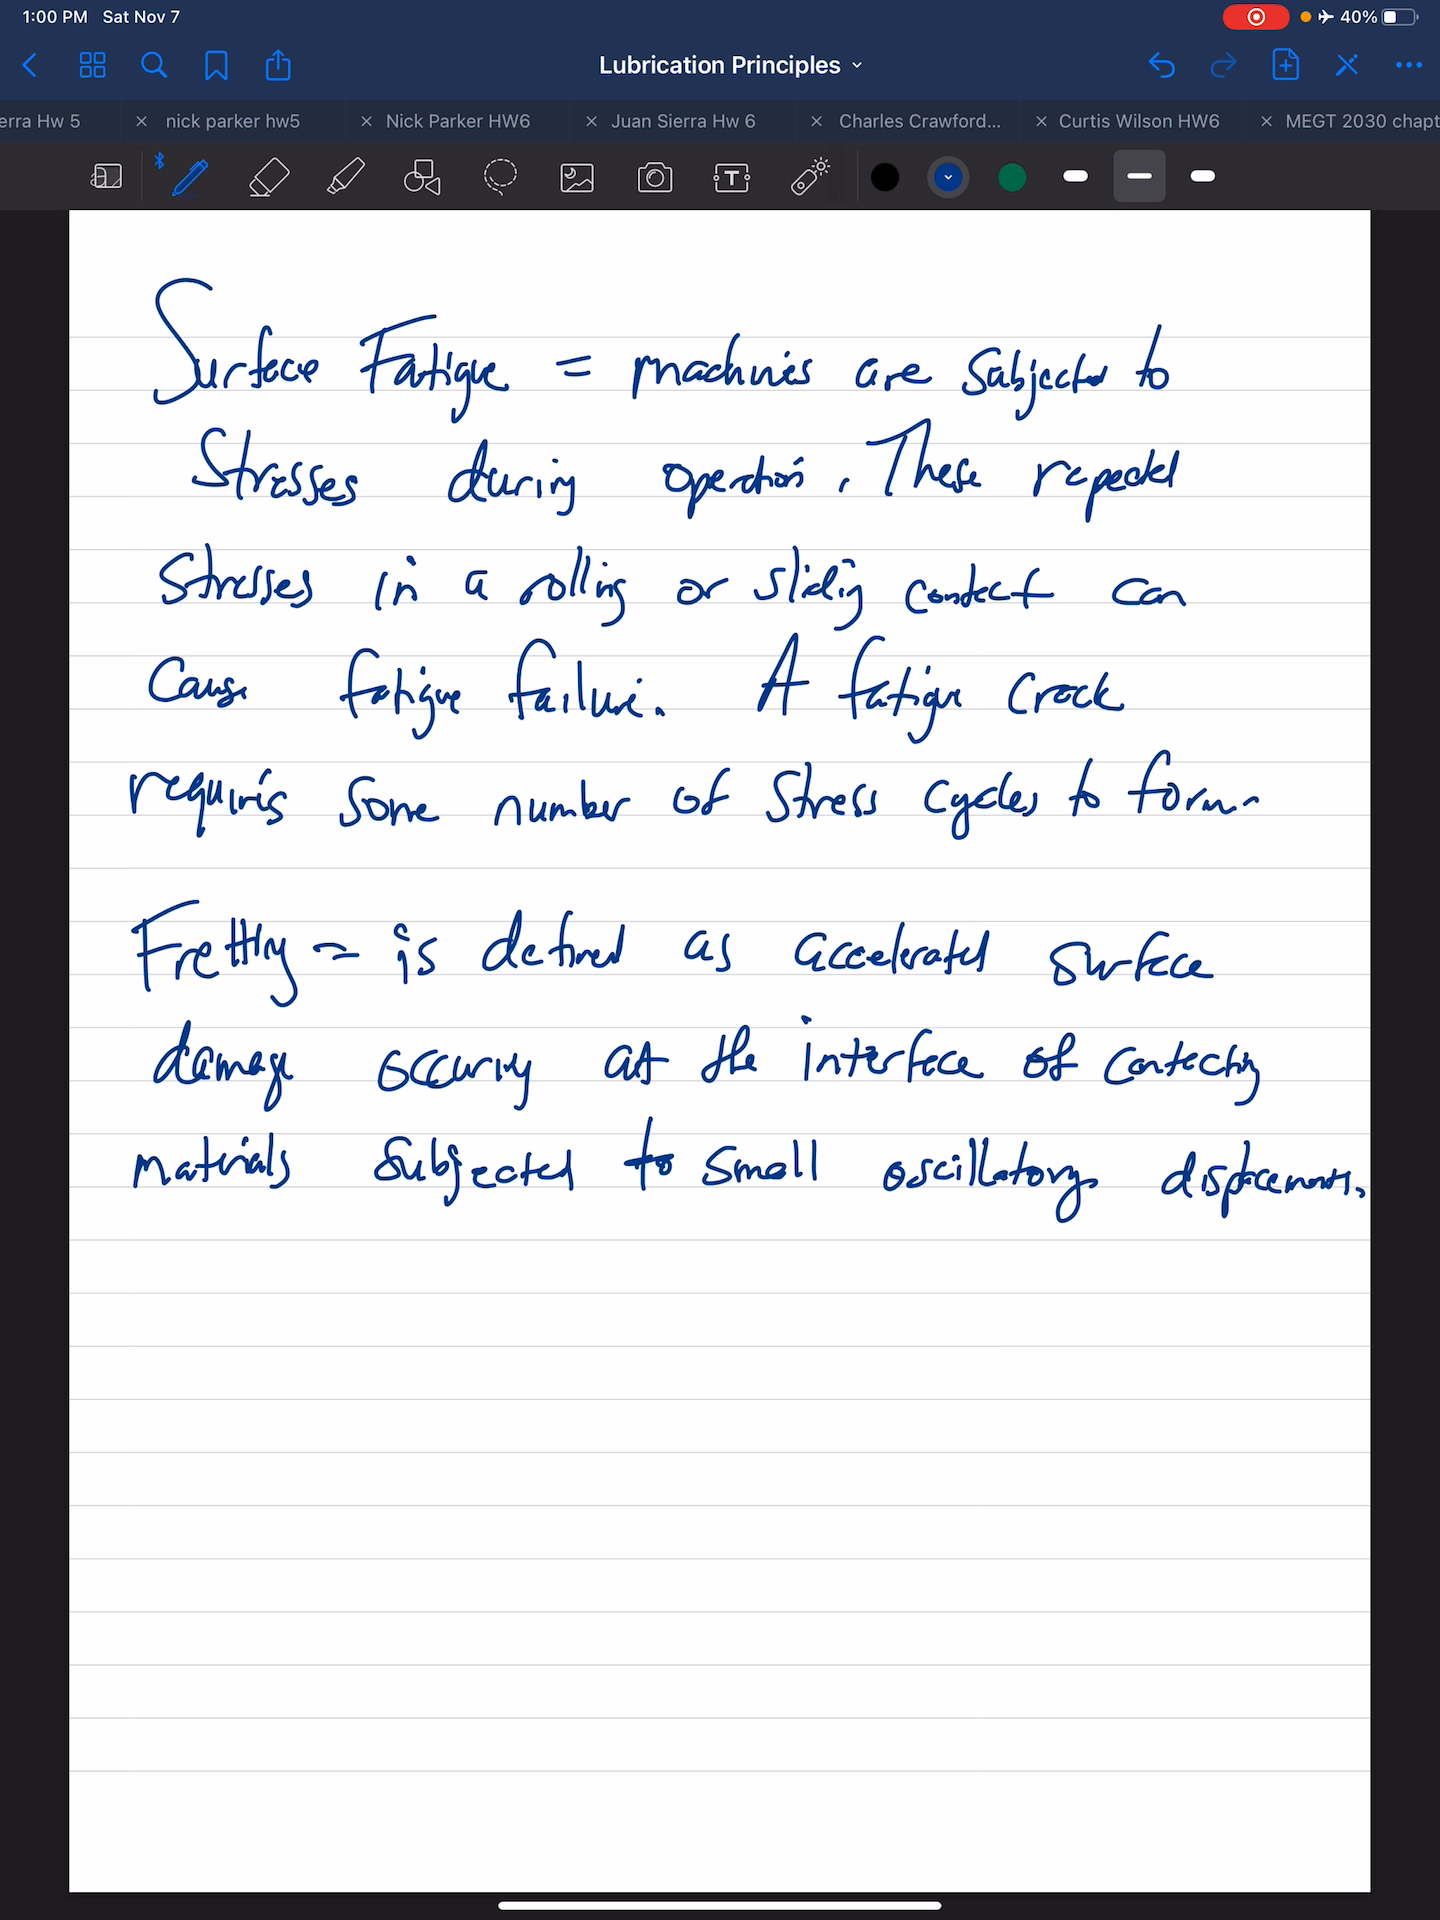 1:00 PM Sat Nov 7
40%
Lubrication Principles
erra Hw 5
nick parker hw5
Nick Parker HW6
Juan Sierra Hw 6
Charles Crawford...
Curtis Wilson HW6
MEGT 2030 chapt
T
Surface Fatigue = machines are subjected to
Stresses during operation. These repeated
Stresses in a rolling or sliding contact can
Cause fatigue failure. A fatigue crack
requires Some number of Stress cycles to form.
Fretting = is defined as accelerated surface
damage occuring at the interface of contacting
materials Subjected to small oscillatory displacements.